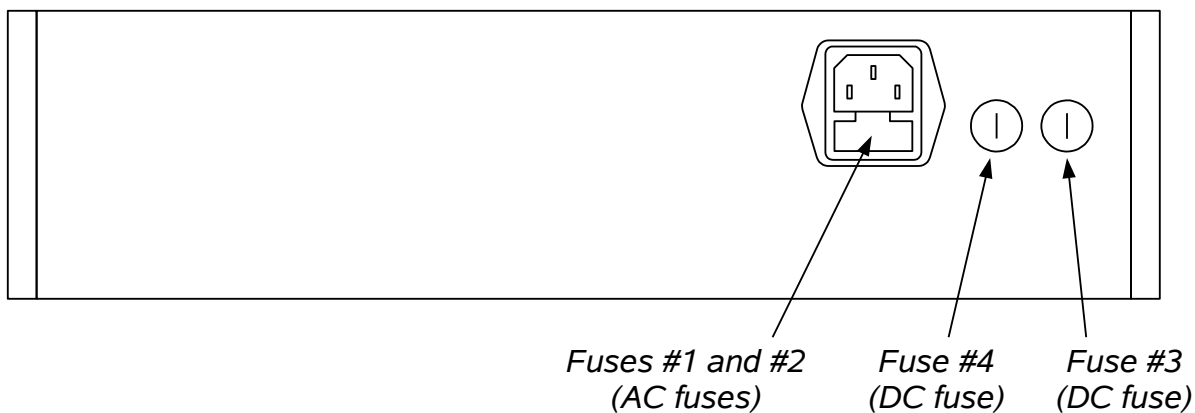 Fuses #1 and #2
(AC fuses)
Fuse #4
(DC fuse)
Fuse #3
(DC fuse)